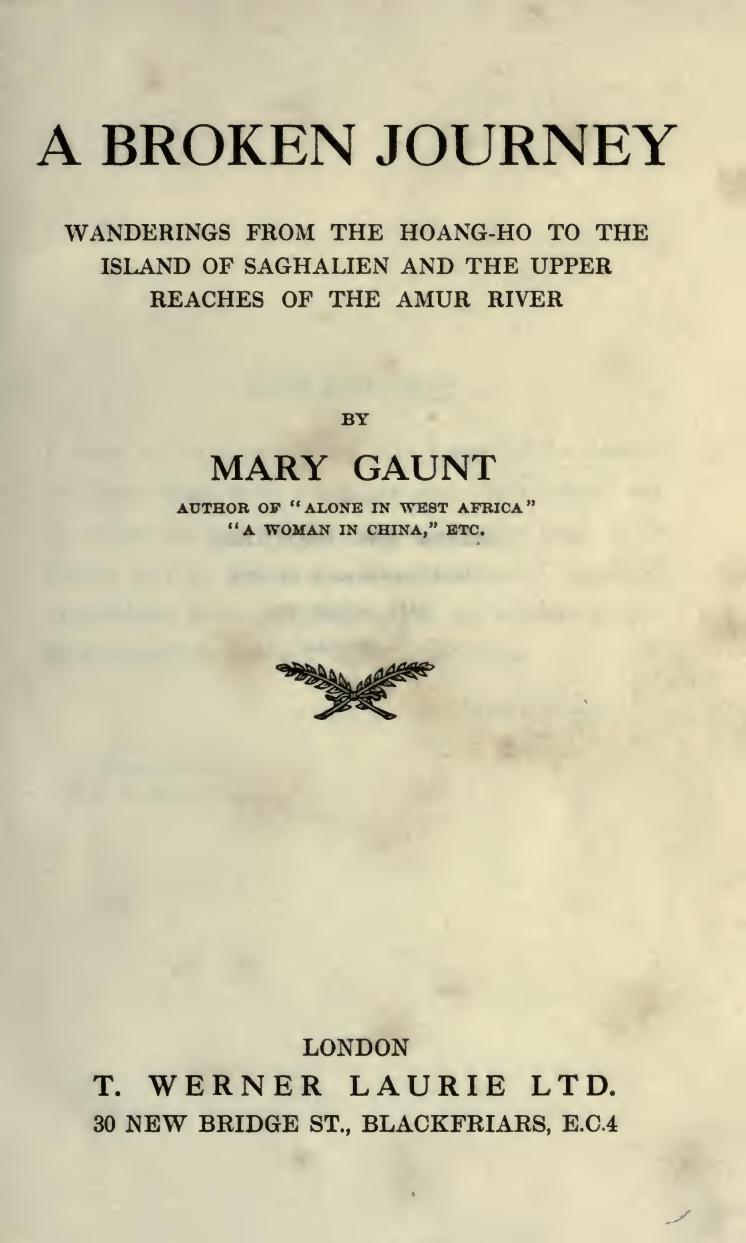 A BROKEN JOURNEY
WANDERINGS FROM THE HOANG-HO TO THE
ISLAND OF SAGHALIEN AND THE UPPER
REACHES OF THE AMUR RIVER
BY
MARY GAUNT
AUTHOR OF "ALONE IN WEST AFRICA"
"A WOMAN IN CHINA," ETC.
LONDON
T. WERNER LAURIE LTD.
30 NEW BRIDGE ST., BLACKFRIARS, E.C.4